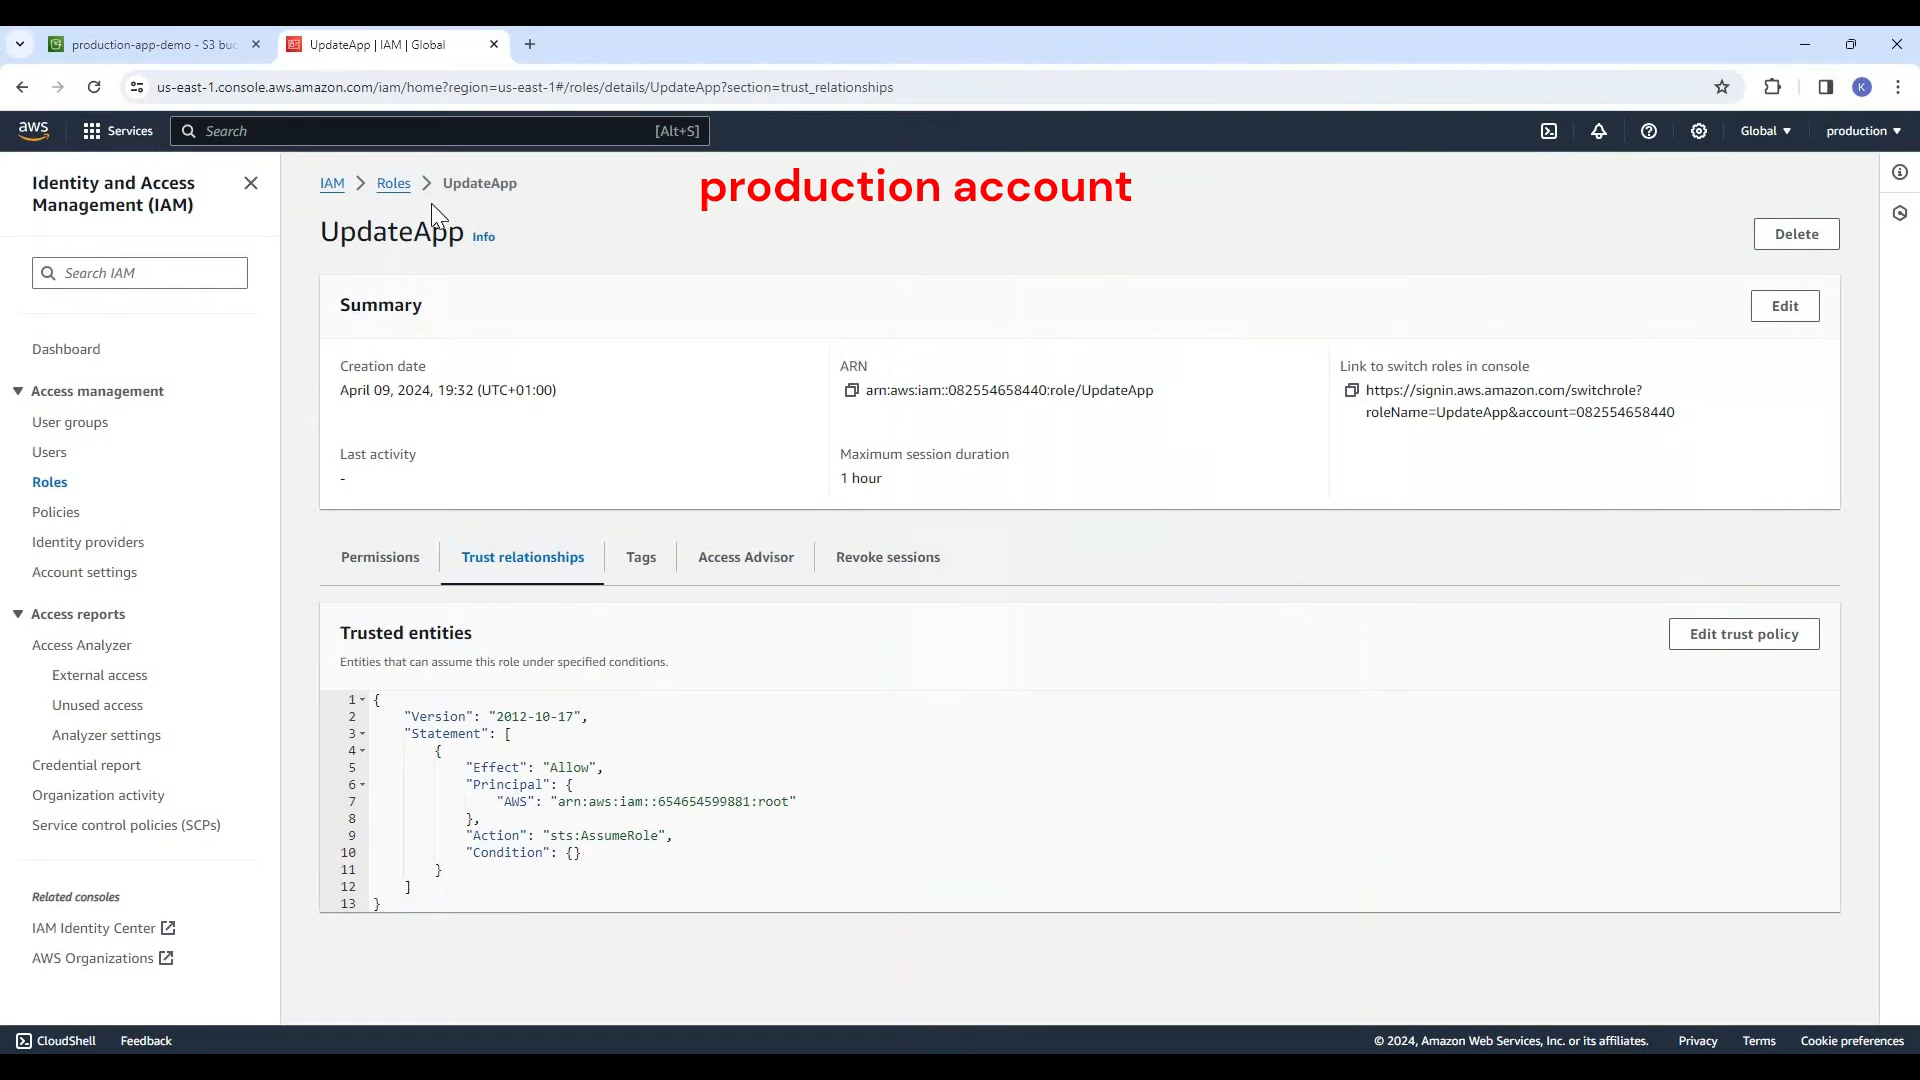 production-app-demo - S3 buc
UpdateApp | IAM | Global
us-east-1.console.aws.amazon.com/iam/home?region=us-east-1#/roles/details/UpdateApp?section=trust_relationships
K
aws
Services
Search
[Alt+S]
Global
production
Identity and Access
Management (IAM)
Search IAM
Dashboard
Access management
User groups
Users
Roles
Policies
Identity providers
Account settings
Access reports
Access Analyzer
External access
Unused access
Analyzer settings
Credential report
Organization activity
Service control policies (SCPs)
Related consoles
IAM Identity Center
AWS Organizations
IAM
Roles
UpdateApp
production account
UpdateApp Info
Delete
Summary
Edit
Creation date
April 09, 2024, 19:32 (UTC+01:00)
ARN
arn:aws:iam::082554658440:role/UpdateApp
Link to switch roles in console
https://signin.aws.amazon.com/switchrole?
roleName=UpdateApp&account=082554658440
Last activity
-
Maximum session duration
1 hour
Permissions
Trust relationships
Tags
Access Advisor
Revoke sessions
Trusted entities
Edit trust policy
Entities that can assume this role under specified conditions.
1 {
2 "Version": "2012-10-17",
3 "Statement": [
4 {
5 "Effect": "Allow",
6 "Principal": {
7 "AWS": "arn:aws:iam::654654599881:root"
8 },
9 "Action": "sts:AssumeRole",
10 "Condition": {}
11 }
12 ]
13 }
CloudShell
Feedback
© 2024, Amazon Web Services, Inc. or its affiliates.
Privacy
Terms
Cookie preferences